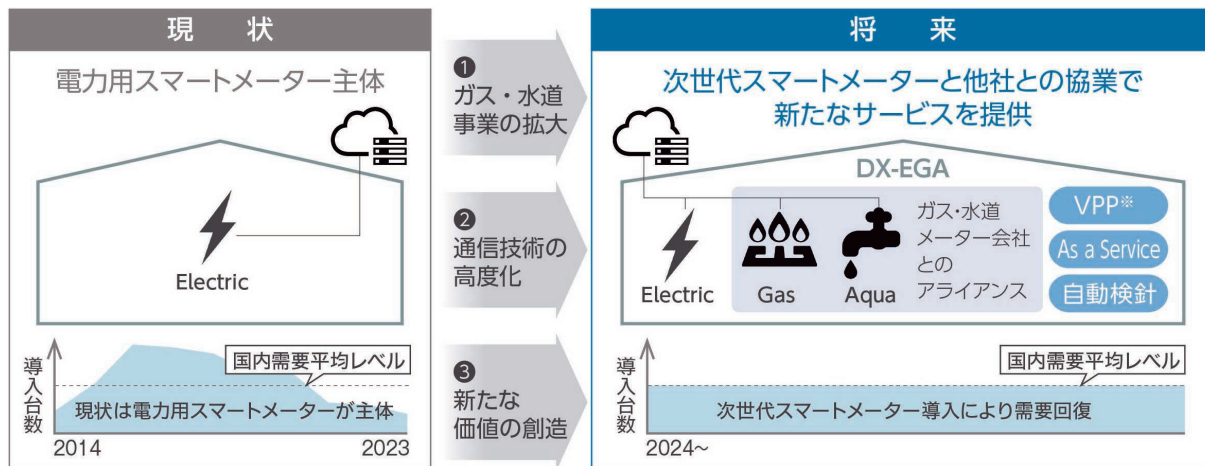 現状
電力用スマートメーター主体
Electric
導入台数
国内需要平均レベル
現状は電力用スマートメーターが主体
2014
2023
❶
ガス・水道
事業の拡大
❷
通信技術の
高度化
❸
新たな
価値の創造
将来
次世代スマートメーターと他社との協業で
新たなサービスを提供
DX-EGA
Electric
Gas
Aqua
ガス・水道
メーター会社
との
アライアンス
VPP※
As a Service
自動検針
導入台数
国内需要平均レベル
次世代スマートメーター導入により需要回復
2024~